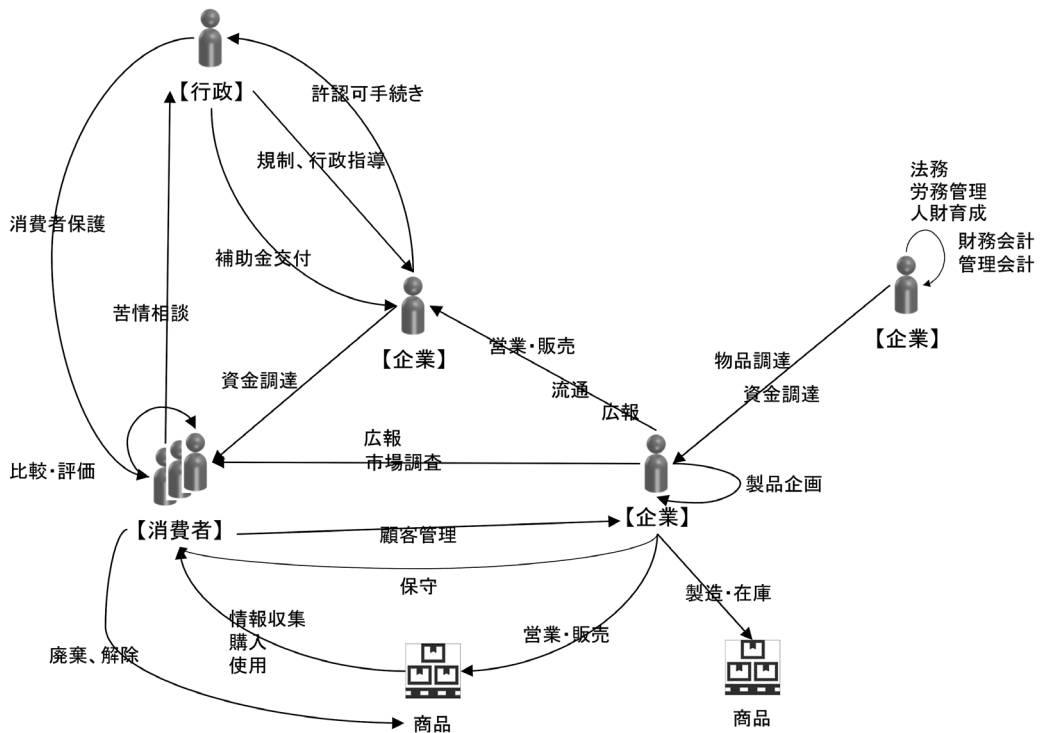 【行政】
許認可手続き
規制、行政指導
法務
労務管理
人財育成
消費者保護
財務会計
管理会計
補助金交付
苦情相談
【企業】
【企業】
営業・販売
物品調達
資金調達
流通
資金調達
広報
広報
市場調査
比較・評価
製品企画
【消費者】
【企業】
顧客管理
保守
製造・在庫
情報収集
購入
使用
営業・販売
廃棄、解除
商品
商品